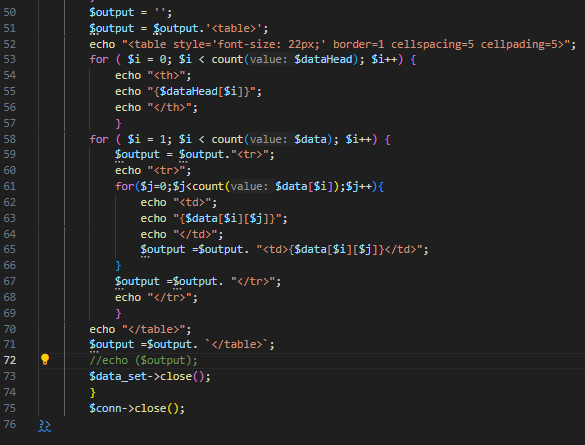 50 $output = '';
51 $output = $output.'<table>';
52 echo "<table style='font-size: 22px;' border=1 cellspacing=5 cellpading=5>";
53 for ( $i = 0; $i < count(value: $dataHead); $i++) {
54 echo "<th>";
55 echo "{$dataHead[$i]}";
56 echo "</th>";
57 }
58 for ( $i = 1; $i < count(value: $data); $i++) {
59 $output = $output."<tr>";
60 echo "<tr>";
61 for($j=0;$j<count(value: $data[$i]);$j++){
62 echo "<td>";
63 echo "{$data[$i][$j]}";
64 echo "</td>";
65 $output =$output. "<td>{$data[$i][$j]}</td>";
66 }
67 $output =$output. "</tr>";
68 echo "</tr>";
69 }
70 echo "</table>";
71 $output =$output. `</table>`;
72 //echo ($output);
73 $data_set->close();
74 }
75 $conn->close();
76 ?>